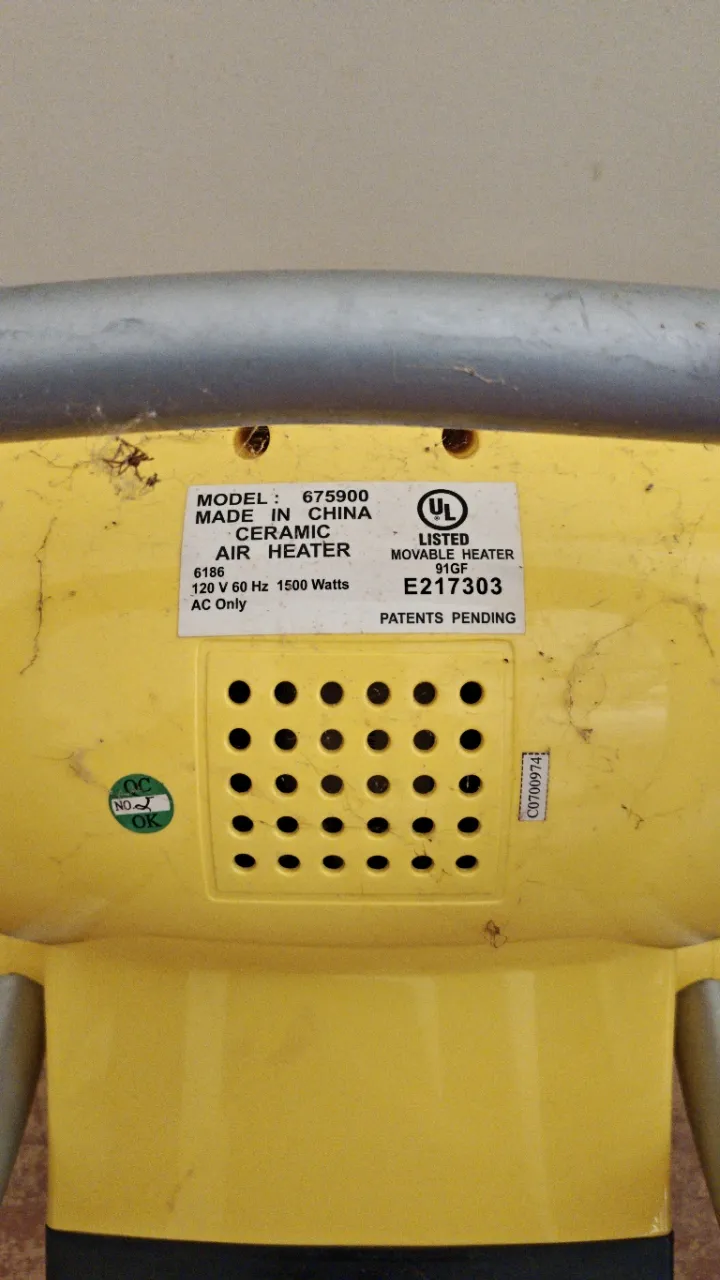 MODEL : 675900
MADE IN CHINA
CERAMIC
AIR HEATER
6186
120 V 60 Hz 1500 Watts
AC Only
UL
®
LISTED
MOVABLE HEATER
91GF
E217303
PATENTS PENDING
C0700974
QC
NO.
OK